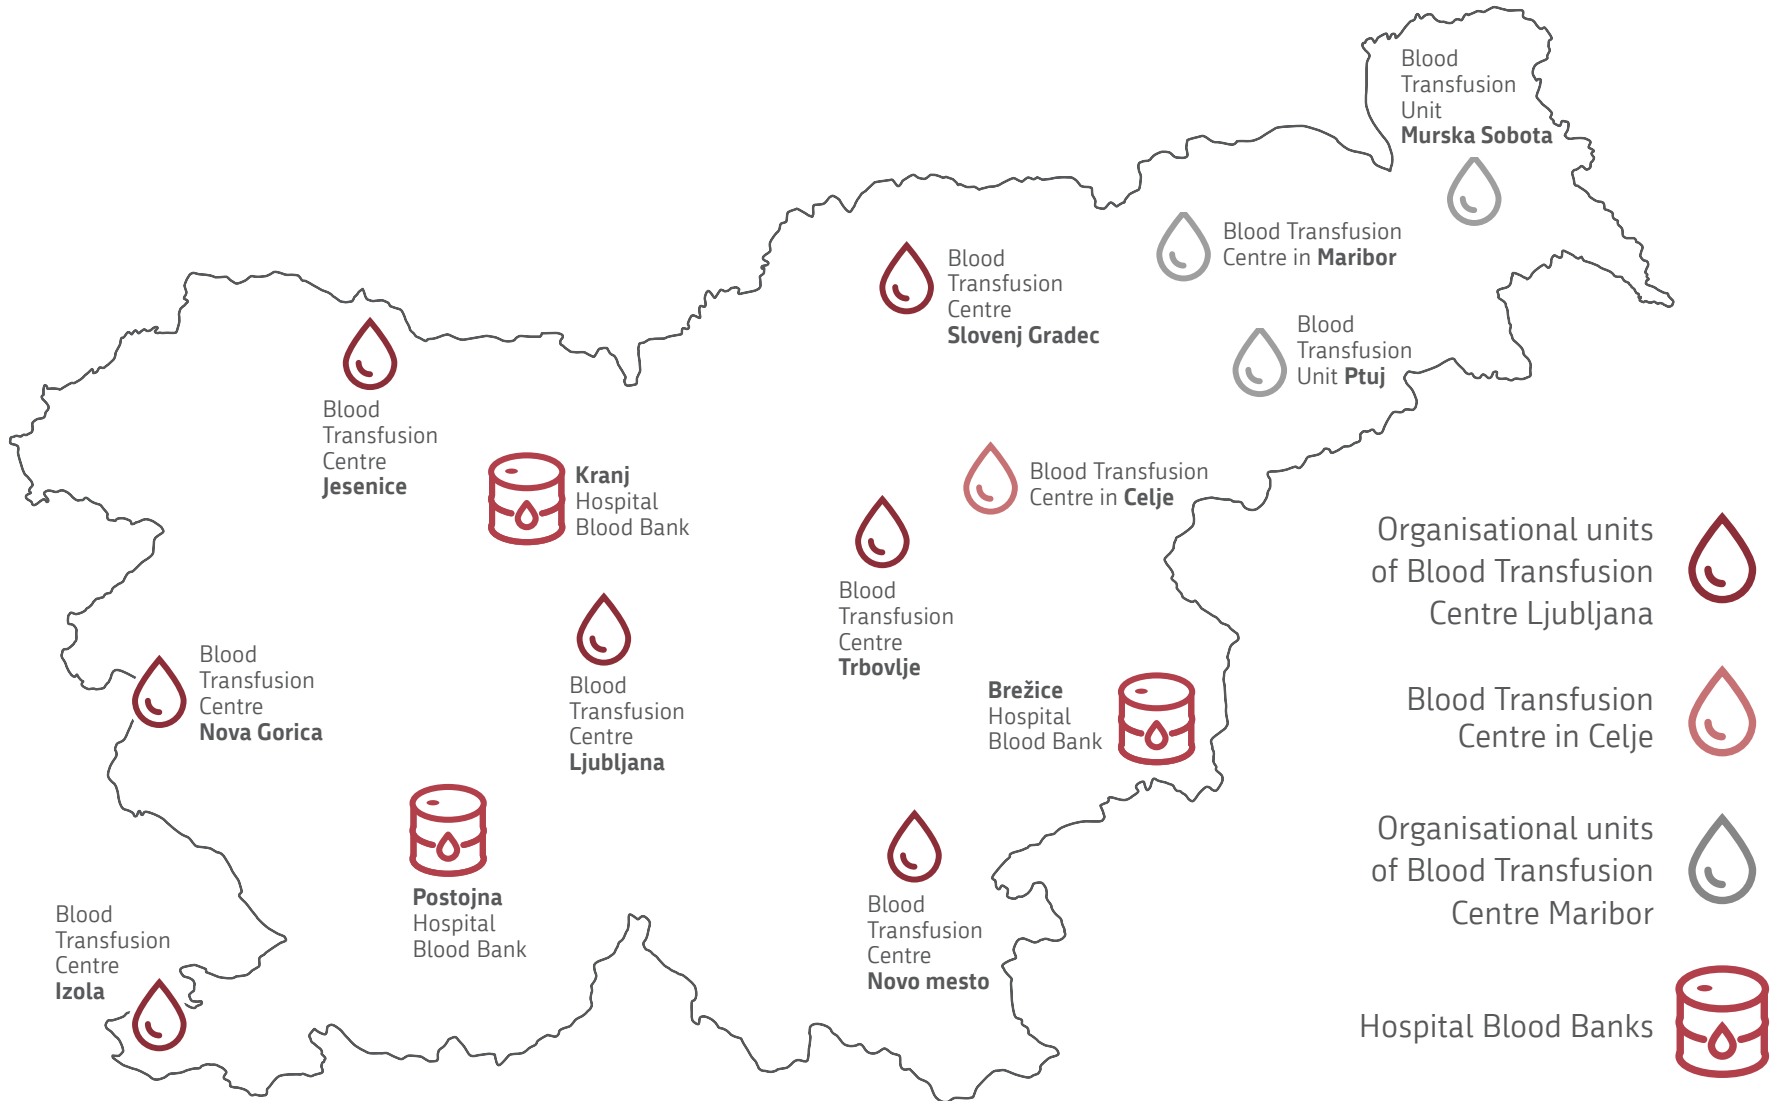 Blood
Transfusion
Unit
Murska Sobota
Blood Transfusion
Centre in Maribor
Blood
Transfusion
Centre
Slovenj Gradec
Blood
Transfusion
Unit Ptuj
Blood
Transfusion
Centre
Jesenice
Kranj
Hospital
Blood Bank
Blood Transfusion
Centre in Celje
Blood
Transfusion
Centre
Trbovlje
Blood
Transfusion
Centre
Nova Gorica
Blood
Transfusion
Centre
Ljubljana
Brežice
Hospital
Blood Bank
Postojna
Hospital
Blood Bank
Blood
Transfusion
Centre
Novo mesto
Blood
Transfusion
Centre
Izola
Organisational units
of Blood Transfusion
Centre Ljubljana
Blood Transfusion
Centre in Celje
Organisational units
of Blood Transfusion
Centre Maribor
Hospital Blood Banks